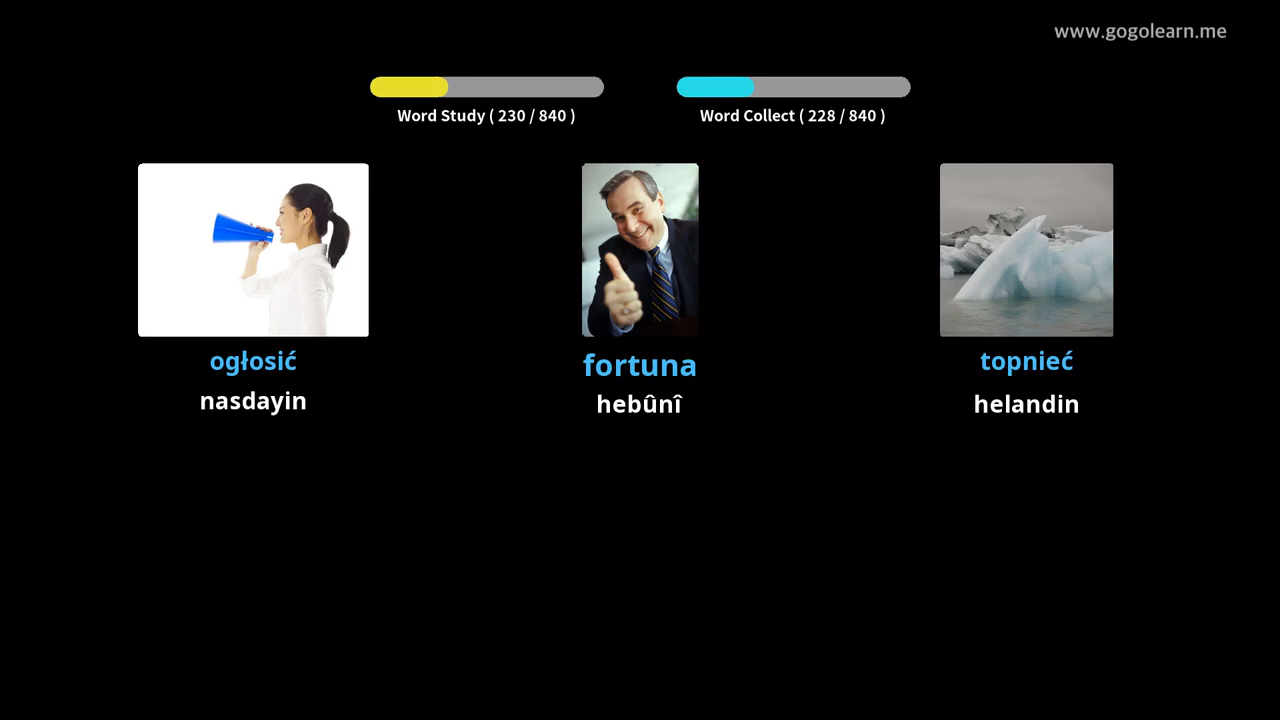 www.gogolearn.me
Word Study ( 230 / 840 )
Word Collect ( 228 / 840 )
ogłosić
fortuna
topnieć
nasdayin
hebûnî
helandin